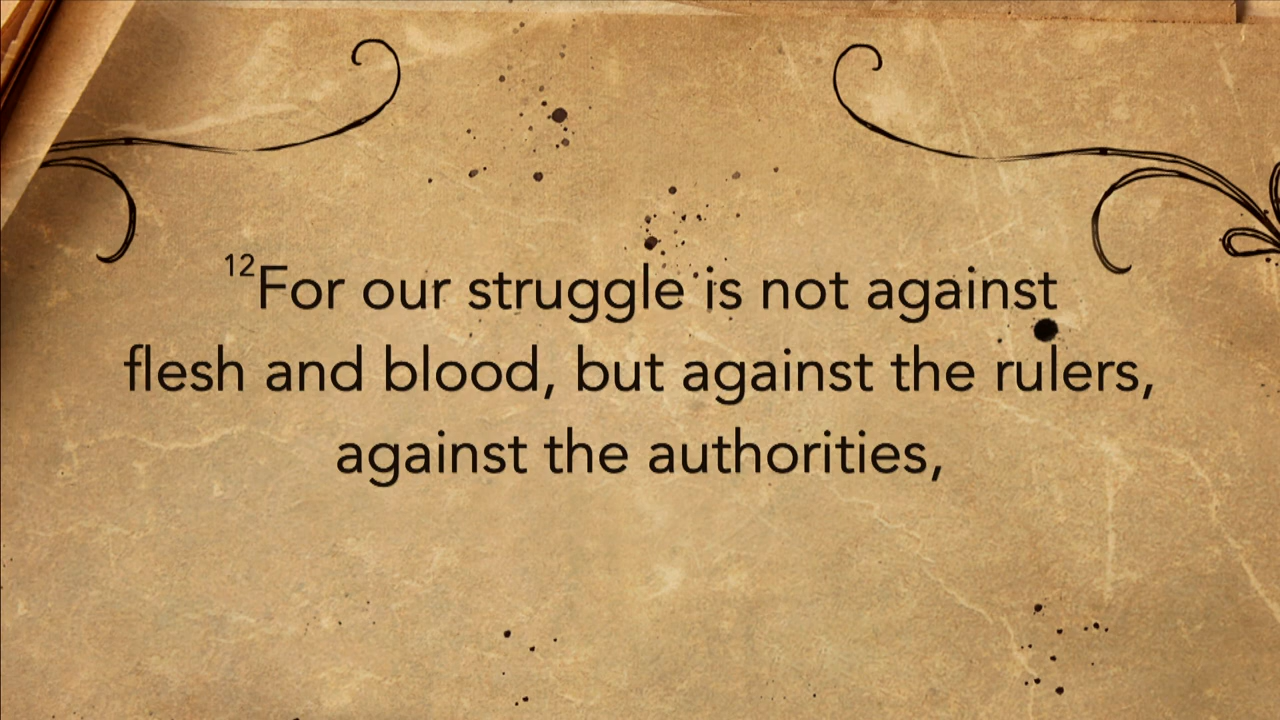 ¹²For our struggle is not against
flesh and blood, but against the rulers,
against the authorities,